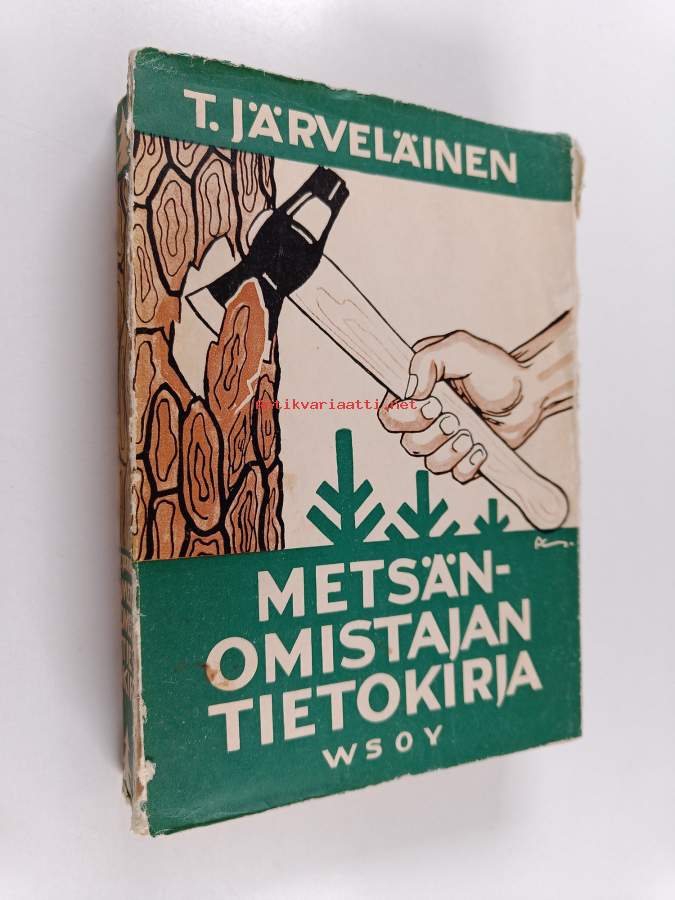 T. JÄRVELÄINEN
antikvariaatti.net
METSÄN-
OMISTAJAN
TIETOKIRJA
WSOY